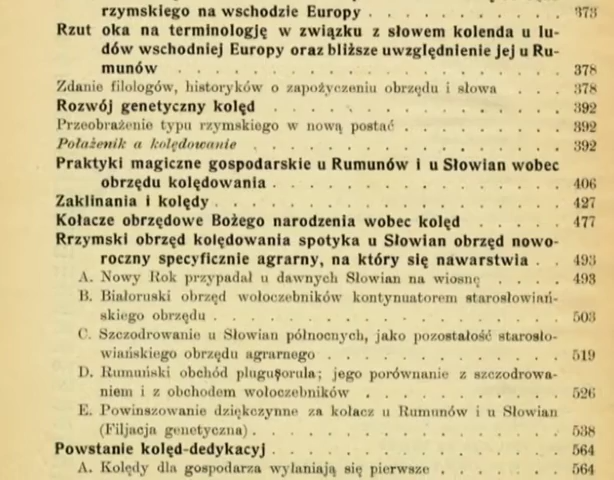 rzymskiego na wschodzie Europy . . . . . . . . . . . . 373
Rzut oka na terminologję w związku z słowem kolenda u lu-
dów wschodniej Europy oraz bliższe uwzględnienie jej u Ru-
munów . . . . . . . . . . . . . . . . . . . . 378
Zdanie filologów, historyków o zapożyczeniu obrzędu i słowa . . . 378
Rozwój genetyczny kolęd . . . . . . . . . . . . . . . . 392
Przeobrażenie typu rzymskiego w nową postać . . . . . . . . 392
Położenik a kolędowanie . . . . . . . . . . . . . . . . 392
Praktyki magiczne gospodarskie u Rumunów i u Słowian wobec
obrzędu kolędowania . . . . . . . . . . . . . . . . 406
Zaklinania i kolędy . . . . . . . . . . . . . . . . . . 427
Kołacze obrzędowe Bożego narodzenia wobec kolęd . . . . . 477
Rrzymski obrzęd kolędowania spotyka u Słowian obrzęd nowo-
roczny specyficznie agrarny, na który się nawarstwia . . 493
A. Nowy Rok przypadał u dawnych Słowian na wiosnę . . . . 493
B. Białoruski obrzęd wołoczebników kontynuatorem starosłowiań-
skiego obrzędu . . . . . . . . . . . . . . . . . . 503
C. Szczodrowanie u Słowian północnych, jako pozostałość starosło-
wiańskiego obrzędu agrarnego . . . . . . . . . . . . 519
D. Rumuński obchód plugușorula; jego porównanie z szczodrowa-
niem i z obchodem wołoczebników . . . . . . . . . . 526
E. Powinszowanie dziękczynne za kołacz u Rumunów i u Słowian
(Filjacja genetyczna) . . . . . . . . . . . . . . . . 538
Powstanie kolęd-dedykacyj . . . . . . . . . . . . . . . 564
A. Kolędy dla gospodarza wyłaniają się pierwsze . . . . . . 564